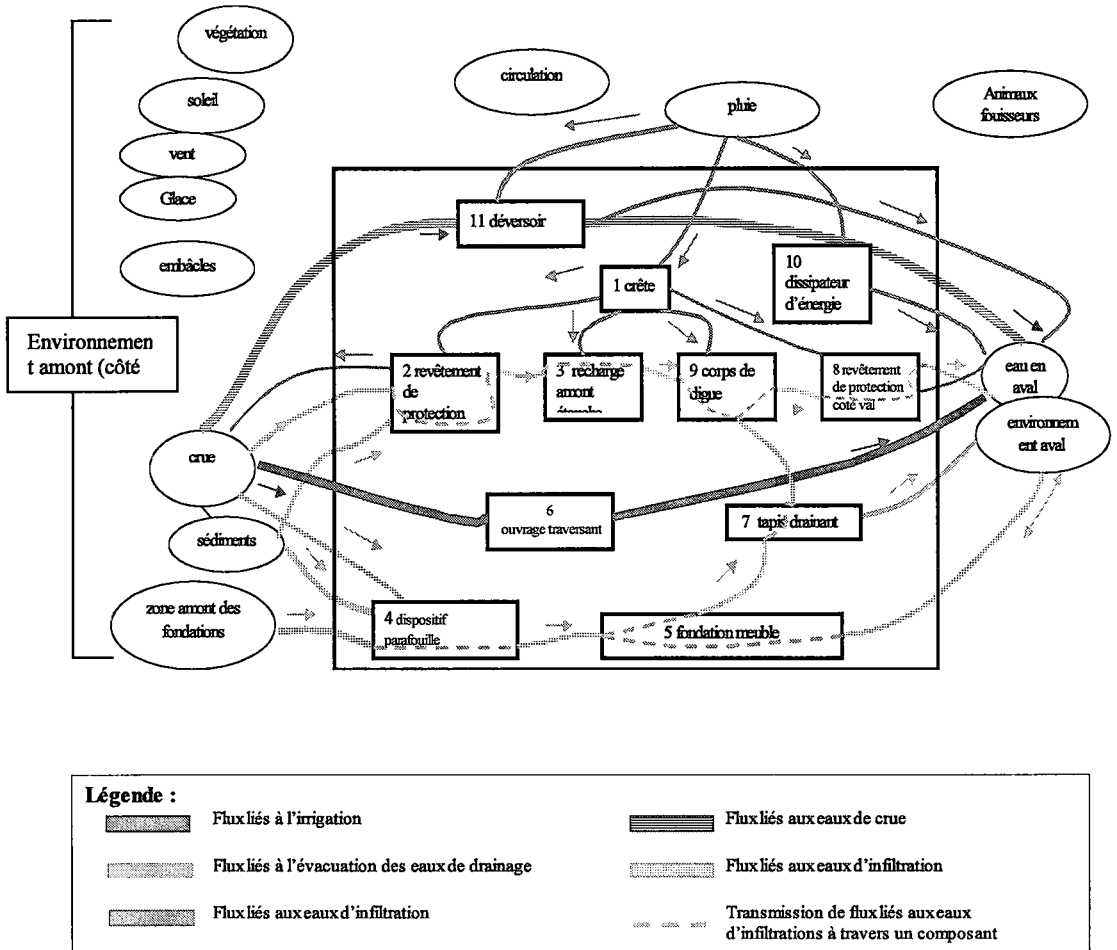 végétation
circulation
soleil
pluie
Animaux
fouisseurs
vent
Glace
11 déversoir
embâcles
10
dissipateur
d'énergie
1 crête
Environnemen
t amont (côté
2 revêtement
de
protection
3 recharge
amont
9 corps de
digue
8 revêtement
de protection
coté val
eau en
aval
environnem
ent aval
crue
6
ouvrage traversant
7 tapis drainant
sédiments
zone amont des
fondations
4 dispositif
parafouille
5 fondation meuble
Légende :
Flux liés à l'irrigation
Flux liés aux eaux de crue
Flux liés à l'évacuation des eaux de drainage
Flux liés aux eaux d'infiltration
Flux liés aux eaux d'infiltration
Transmission de flux liés aux eaux
d'infiltrations à travers un composant